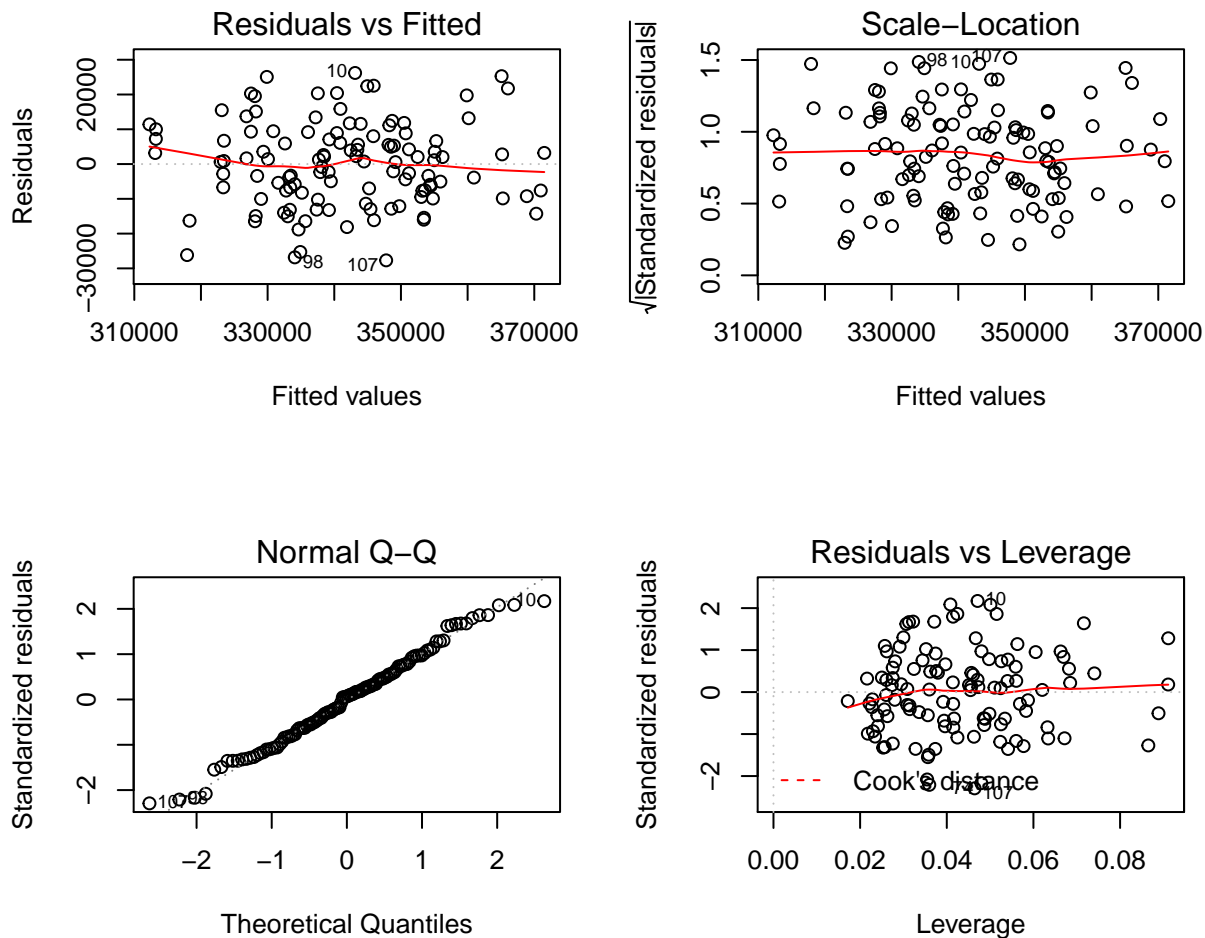 Residuals vs Fitted
Residuals
20000
0
−30000
10
98
107
310000 330000 350000 370000
Fitted values
Scale−Location
√|Standardized residuals|
1.5
1.0
0.5
0.0
98 10 107
310000 330000 350000 370000
Fitted values
Normal Q−Q
Standardized residuals
2
1
0
−2
10
107
−2 −1 0 1 2
Theoretical Quantiles
Residuals vs Leverage
Standardized residuals
2
1
0
−2
10
107
Cook's distance
0.00 0.02 0.04 0.06 0.08
Leverage